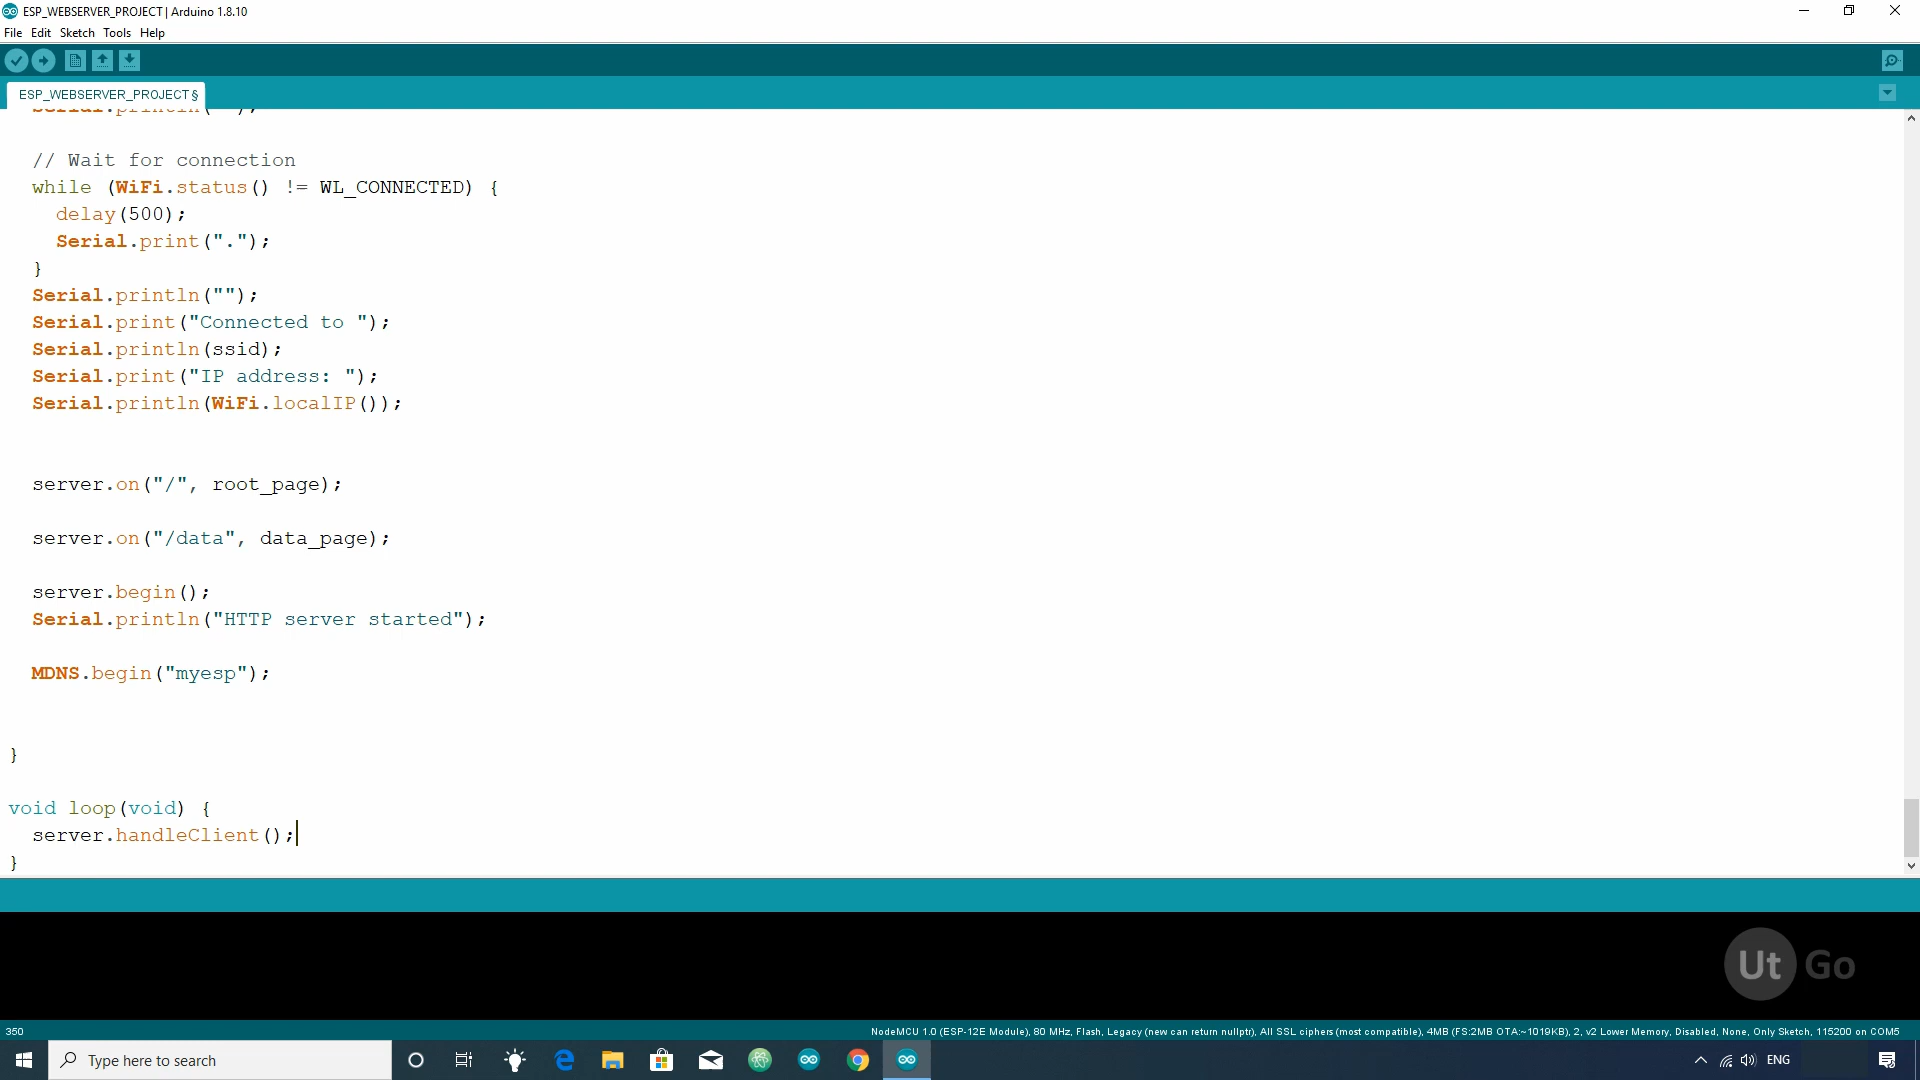 ESP_WEBSERVER_PROJECT | Arduino 1.8.10
File Edit Sketch Tools Help
ESP_WEBSERVER_PROJECT §
// Wait for connection
while (WiFi.status() != WL_CONNECTED) {
delay(500);
Serial.print(".");
}
Serial.println("");
Serial.print("Connected to ");
Serial.println(ssid);
Serial.print("IP address: ");
Serial.println(WiFi.localIP());
server.on("/", root_page);
server.on("/data", data_page);
server.begin();
Serial.println("HTTP server started");
MDNS.begin("myesp");
}
void loop(void) {
server.handleClient();
}
Ut Go
350
NodeMCU 1.0 (ESP-12E Module), 80 MHz, Flash, Legacy (new can return nullptr), All SSL ciphers (most compatible), 4MB (FS:2MB OTA:~1019KB), 2, v2 Lower Memory, Disabled, None, Only Sketch, 115200 on COM5
Type here to search
ENG